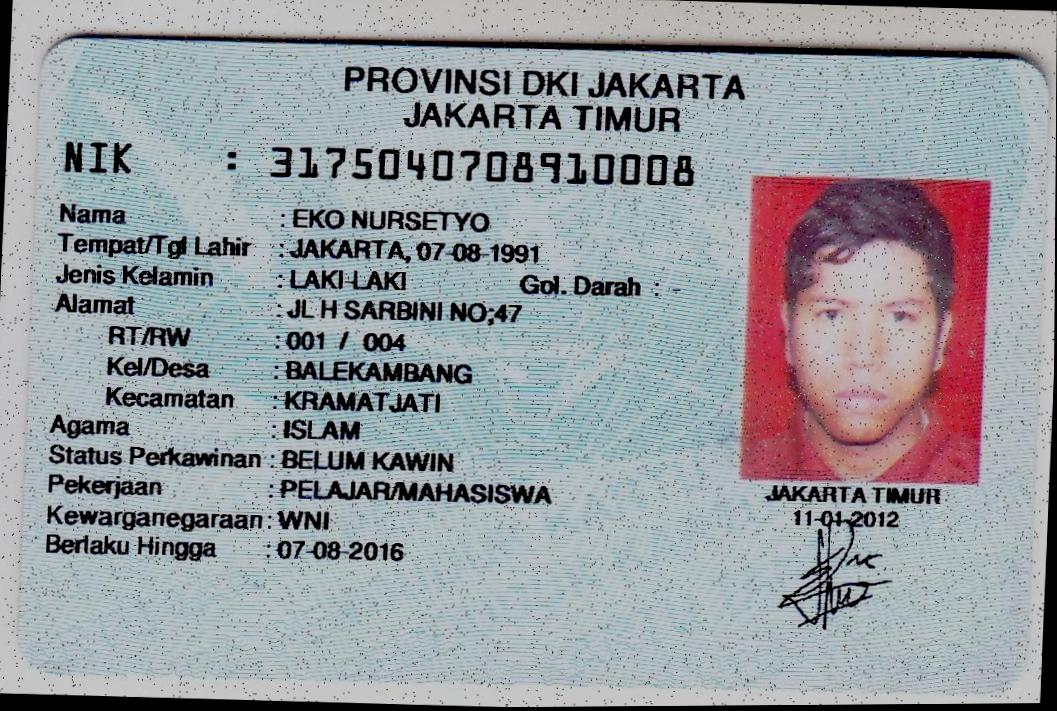 PROVINSI DKI JAKARTA
JAKARTA TIMUR
NIK : 3175040708910008
Nama : EKO NURSETYO
Tempat/Tgl Lahir : JAKARTA, 07-08-1991
Jenis Kelamin : LAKI-LAKI Gol. Darah : -
Alamat : JL H SARBINI NO;47
RT/RW : 001 / 004
Kel/Desa : BALEKAMBANG
Kecamatan : KRAMATJATI
Agama : ISLAM
Status Perkawinan : BELUM KAWIN
Pekerjaan : PELAJAR/MAHASISWA
Kewarganegaraan : WNI
Berlaku Hingga : 07-08-2016
JAKARTA TIMUR
11-01-2012